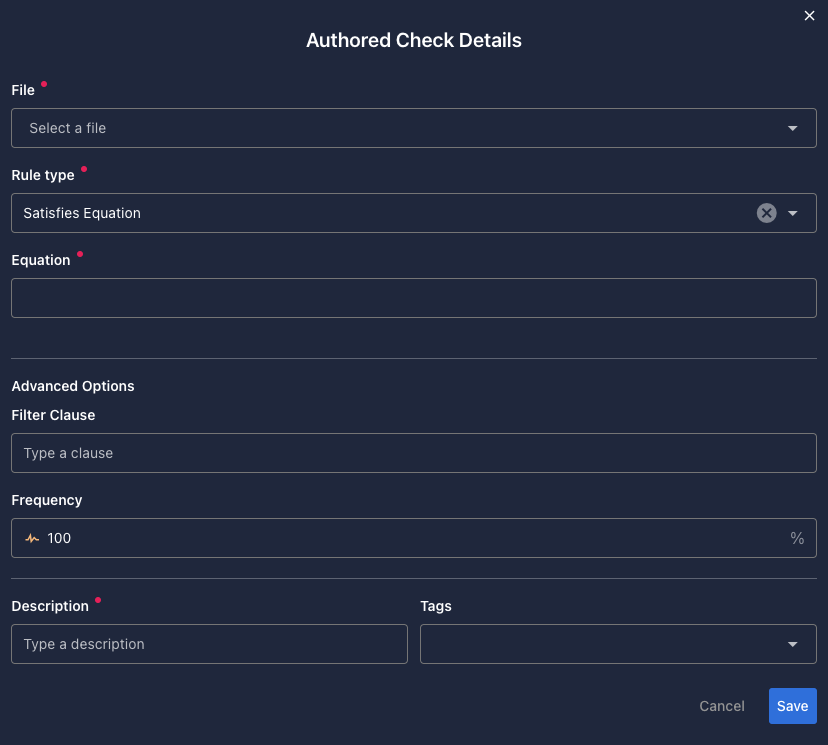 Authored Check Details
File
Select a file
Rule type
Satisfies Equation
Equation
Advanced Options
Filter Clause
Type a clause
Frequency
100 %
Description Tags
Type a description
Cancel Save